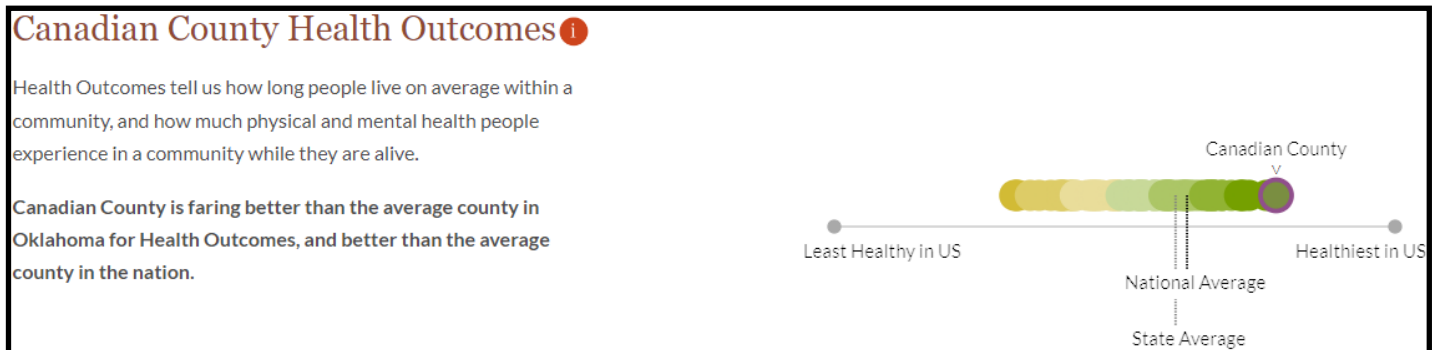 Canadian County Health Outcomes i
Health Outcomes tell us how long people live on average within a
community, and how much physical and mental health people
experience in a community while they are alive.
Canadian County is faring better than the average county in
Oklahoma for Health Outcomes, and better than the average
county in the nation.
Canadian County
Least Healthy in US
Healthiest in US
National Average
State Average